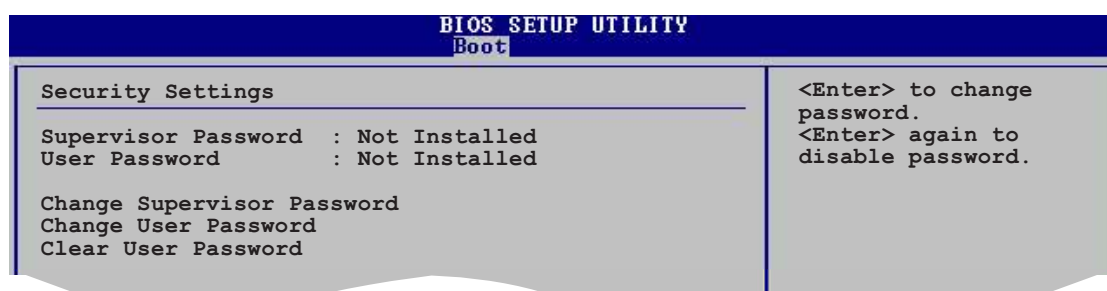 BIOS SETUP UTILITY
Boot
Security Settings
Supervisor Password : Not Installed
User Password : Not Installed
Change Supervisor Password
Change User Password
Clear User Password
<Enter> to change
password.
<Enter> again to
disable password.